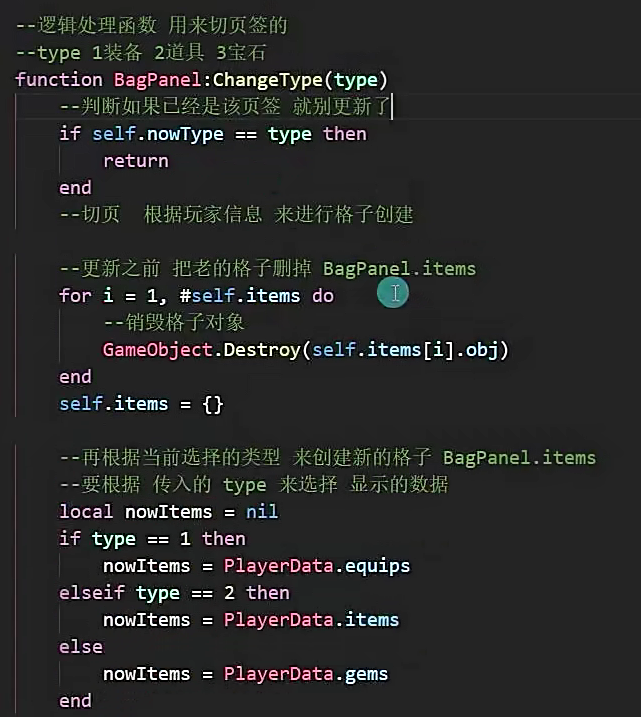 --逻辑处理函数 用来切页签的
--type 1装备 2道具 3宝石
function BagPanel:ChangeType(type)
--判断如果已经是该页签 就别更新了
if self.nowType == type then
return
end
--切页 根据玩家信息 来进行格子创建
--更新之前 把老的格子删掉 BagPanel.items
for i = 1, #self.items do
--销毁格子对象
GameObject.Destroy(self.items[i].obj)
end
self.items = {}
--再根据当前选择的类型 来创建新的格子 BagPanel.items
--要根据 传入的 type 来选择 显示的数据
local nowItems = nil
if type == 1 then
nowItems = PlayerData.equips
elseif type == 2 then
nowItems = PlayerData.items
else
nowItems = PlayerData.gems
end